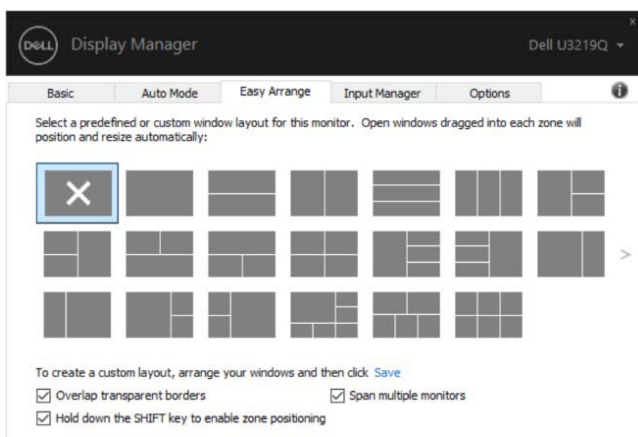 x
DELL Display Manager Dell U3219Q
Basic Auto Mode Easy Arrange Input Manager Options i
Select a predefined or custom window layout for this monitor. Open windows dragged into each zone will
position and resize automatically:
>
To create a custom layout, arrange your windows and then click Save
Overlap transparent borders Span multiple monitors
Hold down the SHIFT key to enable zone positioning